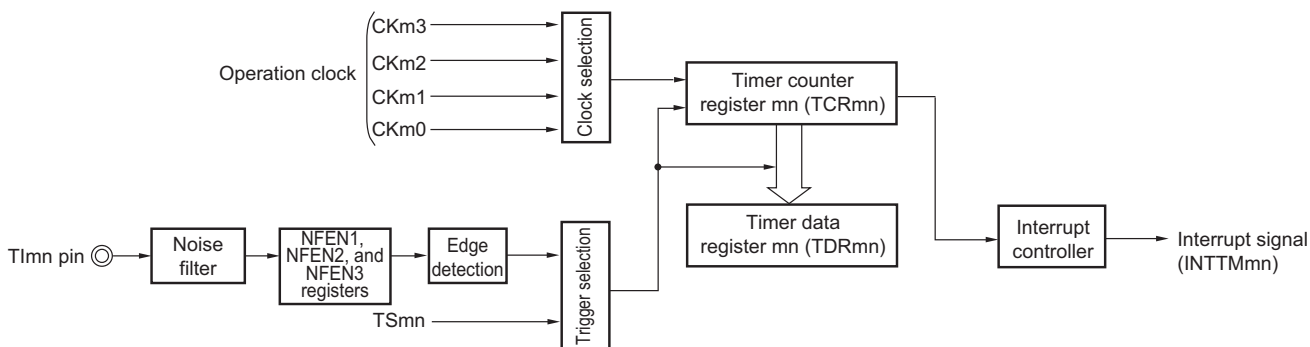 Operation clock
CKm3
CKm2
CKm1
CKm0
Clock selection
Timer counter
register mn (TCRmn)
Timer data
register mn (TDRmn)
TImn pin
Noise
filter
NFEN1,
NFEN2, and
NFEN3
registers
Edge
detection
TSmn
Trigger selection
Interrupt
controller
Interrupt signal
(INTTMmn)